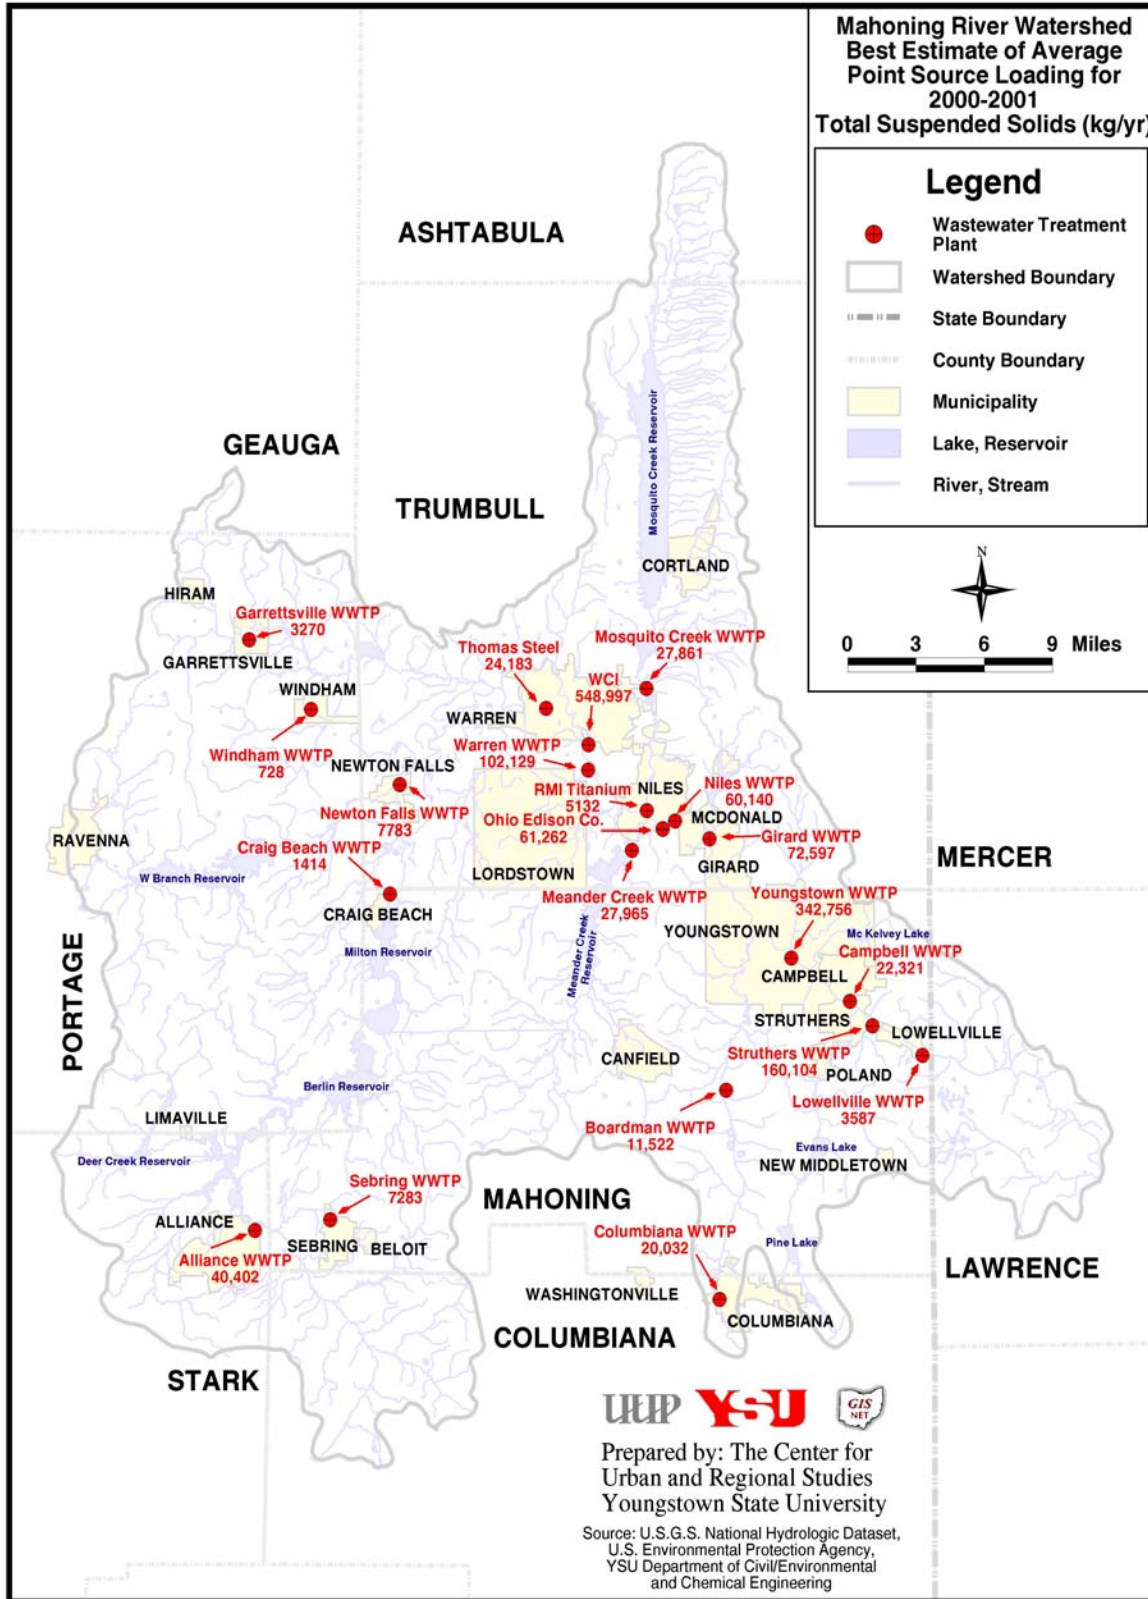 Mahoning River Watershed
Best Estimate of Average
Point Source Loading for
2000-2001
Total Suspended Solids (kg/yr)
Legend
Wastewater Treatment
Plant
Watershed Boundary
State Boundary
County Boundary
Municipality
Lake, Reservoir
River, Stream
N
0 3 6 9 Miles
ASHTABULA
GEAUGA
TRUMBULL
Mosquito Creek Reservoir
CORTLAND
HIRAM
Garrettsville WWTP
3270
GARRETTSVILLE
WINDHAM
Windham WWTP
728
Thomas Steel
24,183
Mosquito Creek WWTP
27,861
WCI
548,997
WARREN
Warren WWTP
102,129
NEWTON FALLS
Newton Falls WWTP
7783
RMI Titanium
5132
NILES
Niles WWTP
60,140
Ohio Edison Co.
61,262
MCDONALD
Girard WWTP
72,597
GIRARD
RAVENNA
W Branch Reservoir
Craig Beach WWTP
1414
CRAIG BEACH
LORDSTOWN
Meander Creek WWTP
27,965
MERCER
Youngstown WWTP
342,756
YOUNGSTOWN
Mc Kelvey Lake
Campbell WWTP
22,321
CAMPBELL
Milton Reservoir
Meander Creek
Reservoir
PORTAGE
STRUTHERS
LOWELLVILLE
Struthers WWTP
160,104
CANFIELD
POLAND
Lowellville WWTP
3587
Berlin Reservoir
LIMAVILLE
Boardman WWTP
11,522
Evans Lake
NEW MIDDLETOWN
Deer Creek Reservoir
Sebring WWTP
7283
MAHONING
ALLIANCE
SEBRING
BELOIT
Alliance WWTP
40,402
Columbiana WWTP
20,032
Pine Lake
LAWRENCE
WASHINGTONVILLE
COLUMBIANA
COLUMBIANA
STARK
UUP YSU GIS
NET
Prepared by: The Center for
Urban and Regional Studies
Youngstown State University
Source: U.S.G.S. National Hydrologic Dataset,
U.S. Environmental Protection Agency,
YSU Department of Civil/Environmental
and Chemical Engineering